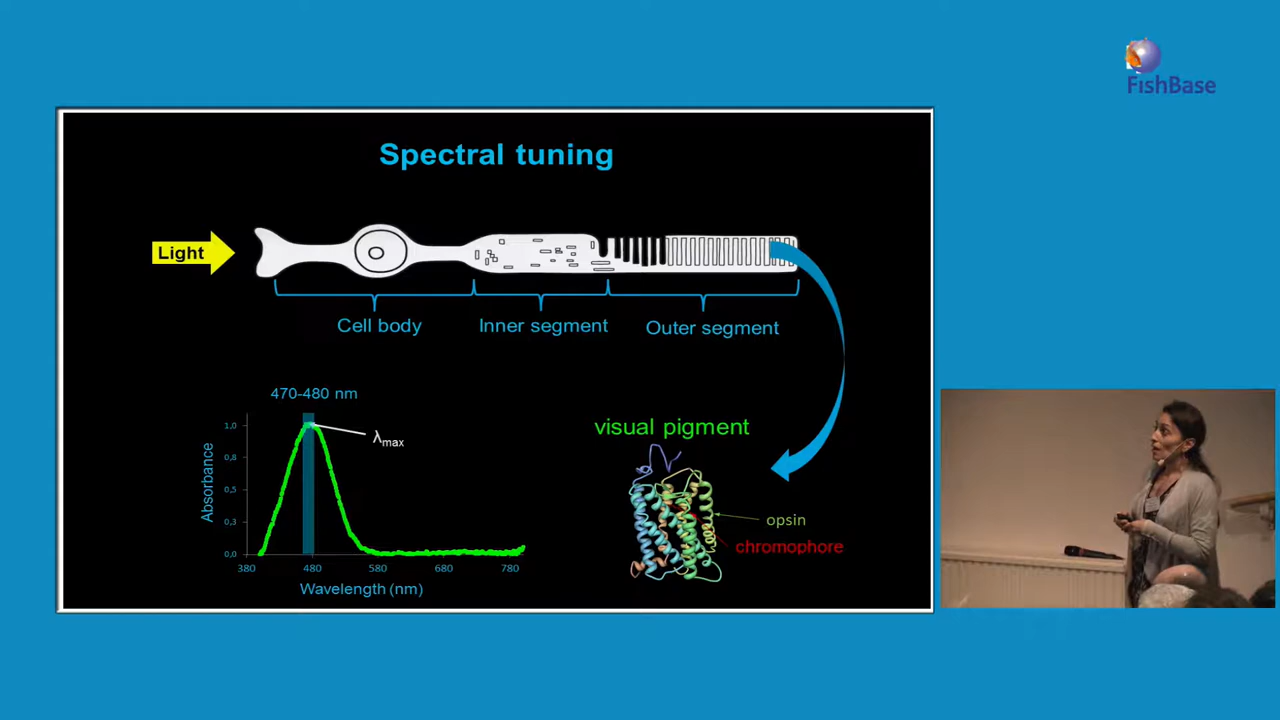 FishBase
Spectral tuning
Light
Cell body
Inner segment
Outer segment
470-480 nm
λmax
Absorbance
1,0
0,8
0,5
0,3
0,0
380 480 580 680 780
Wavelength (nm)
visual pigment
opsin
chromophore